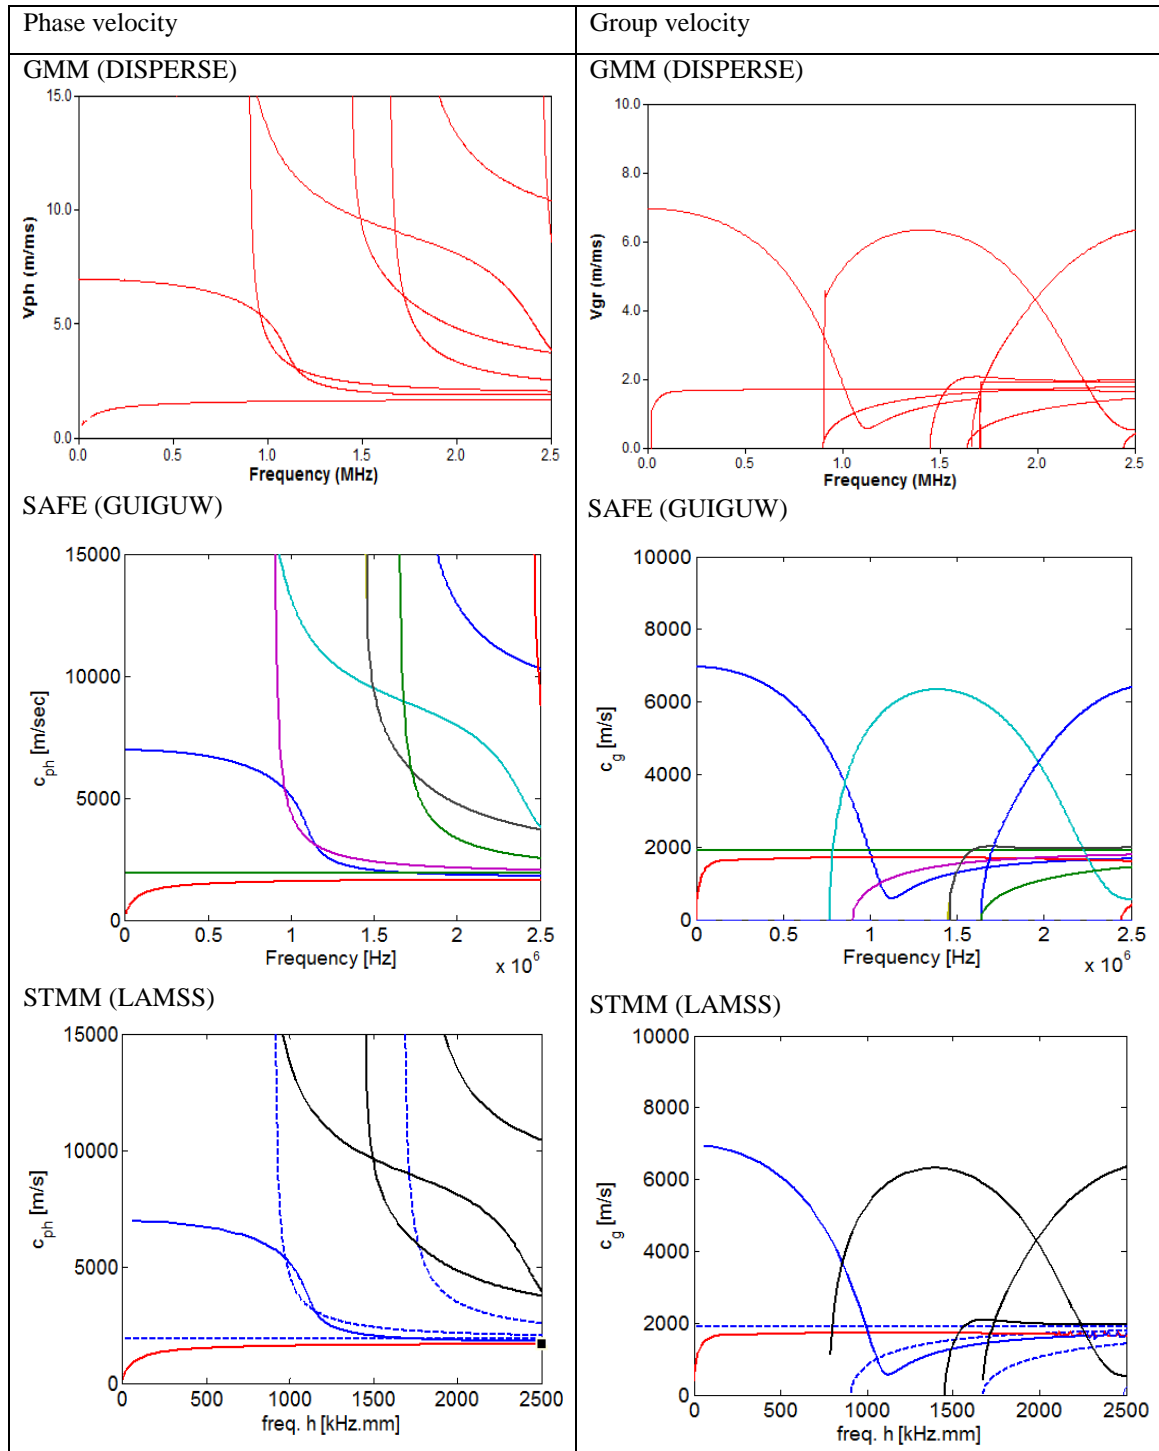 Phase velocity
Group velocity
GMM (DISPERSE)
15.0
10.0
5.0
0.0
Vph (m/ms)
0.0 0.5 1.0 1.5 2.0 2.5
Frequency (MHz)
GMM (DISPERSE)
10.0
8.0
6.0
4.0
2.0
0.0
Vgr (m/ms)
0.0 0.5 1.0 1.5 2.0 2.5
Frequency (MHz)
SAFE (GUIGUW)
15000
10000
5000
0
c_ph [m/sec]
0 0.5 1 1.5 2 2.5
Frequency [Hz]
x 10^6
SAFE (GUIGUW)
10000
8000
6000
4000
2000
0
c_g [m/s]
0 0.5 1 1.5 2 2.5
Frequency [Hz]
x 10^6
STMM (LAMSS)
15000
10000
5000
0
c_ph [m/s]
0 500 1000 1500 2000 2500
freq. h [kHz.mm]
STMM (LAMSS)
10000
8000
6000
4000
2000
0
c_g [m/s]
0 500 1000 1500 2000 2500
freq. h [kHz.mm]